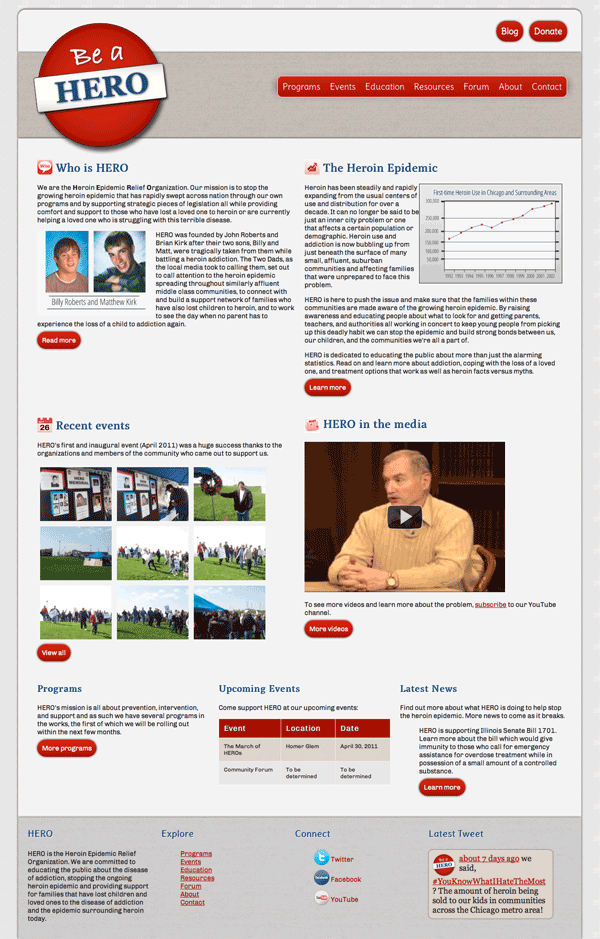 Blog Donate
Be a
HERO
Programs Events Education Resources Forum About Contact
Who is HERO
We are the Heroin Epidemic Relief Organization. Our mission is to stop the
growing heroin epidemic that has rapidly swept across nation through our own
programs and by supporting strategic pieces of legislation all while providing
comfort and support to those who have lost a loved one to heroin or are currently
helping a loved one who is struggling with this terrible disease.
HERO was founded by John Roberts and
Brian Kirk after their two sons, Billy and
Matt, were tragically taken from them while
battling a heroin addiction. The Two Dads, as
the local media took to calling them, set out
to call attention to the heroin epidemic
spreading throughout similarly affluent
middle class communities, to connect with
and build a support network of families who
have also lost children to heroin, and to work
to see the day when no parent has to
experience the loss of a child to addiction again.
Billy Roberts and Matthew Kirk
Read more
The Heroin Epidemic
Heroin has been steadily and rapidly
expanding from the usual centers of
use and distribution for over a
decade. It can no longer be said to be
just an inner city problem or one
that affects a certain population or
demographic. Heroin use and
addiction is now bubbling up from
just beneath the surface of many
small, affluent, suburban
communities and affecting families
that were unprepared to face this
problem.
First-time Heroin Use in Chicago and Surrounding Areas
300,000
250,000
200,000
150,000
100,000
50,000
1992 1993 1994 1995 1996 1997 1998 1999 2000 2001 2002
HERO is here to push the issue and make sure that the families within these
communities are made aware of the growing heroin epidemic. By raising
awareness and educating people about what to look for and getting parents,
teachers, and authorities all working in concert to keep young people from picking
up this deadly habit we can stop the epidemic and build strong bonds between us,
our children, and the communities we're all a part of.
HERO is dedicated to educating the public about more than just the alarming
statistics. Read on and learn more about addiction, coping with the loss of a loved
one, and treatment options that work as well as heroin facts versus myths.
Learn more
26
Recent events
HERO's first and inaugural event (April 2011) was a huge success thanks to the
organizations and members of the community who came out to support us.
View all
HERO in the media
To see more videos and learn more about the problem, subscribe to our YouTube
channel.
More videos
Programs
HERO's mission is all about prevention, intervention,
and support and as such we have several programs in
the works, the first of which we will be rolling out
within the next few months.
More programs
Upcoming Events
Come support HERO at our upcoming events:
Event Location Date
The March of
HEROs
Homer Glem
April 30, 2011
Community Forum
To be
determined
To be
determined
Latest News
Find out more about what HERO is doing to help stop
the heroin epidemic. More news to come as it breaks.
HERO is supporting Illinois Senate Bill 1701.
Learn more about the bill which would give
immunity to those who call for emergency
assistance for overdose treatment while in
possession of a small amount of a controlled
substance.
Learn more
HERO
HERO is the Heroin Epidemic Relief
Organization. We are committed to
educating the public about the disease
of addiction, stopping the ongoing
heroin epidemic and providing support
for families that have lost children and
loved ones to the disease of addiction
and the epidemic surrounding heroin
today.
Explore
Programs
Events
Education
Resources
Forum
About
Contact
Connect
Twitter
Facebook
YouTube
Latest Tweet
about 7 days ago we
said,
#YouKnowWhatIHateTheMost
? The amount of heroin being
sold to our kids in communities
across the Chicago metro area!